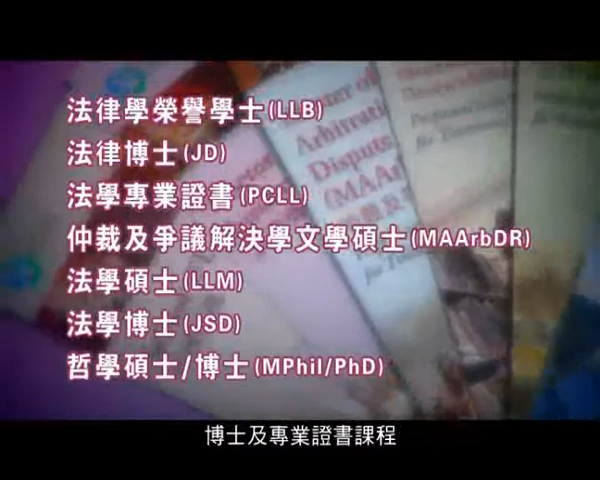 法律學榮譽學士(LLB)
法律博士(JD)
法學專業證書(PCLL)
仲裁及爭議解決學文學碩士(MAArbDR)
法學碩士(LLM)
法學博士(JSD)
哲學碩士/博士(MPhil/PhD)
Arbitrati
Disputе
(MAAr
博士及專業證書課程